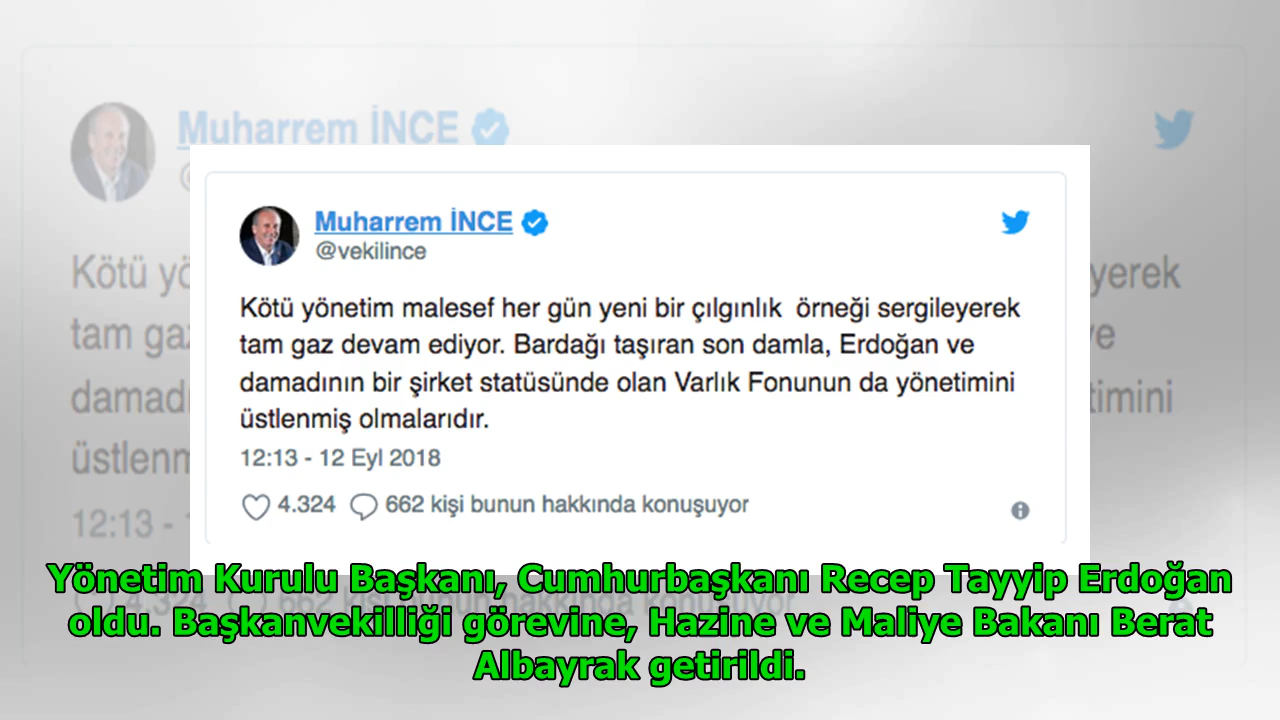 Muharrem İNCE
@vekilince
Kötü yönetim malesef her gün yeni bir çılgınlık örneği sergileyerek
tam gaz devam ediyor. Bardağı taşıran son damla, Erdoğan ve
damadının bir şirket statüsünde olan Varlık Fonunun da yönetimini
üstlenmiş olmalarıdır.
12:13 - 12 Eyl 2018
4.324 662 kişi bunun hakkında konuşuyor
Yönetim Kurulu Başkanı, Cumhurbaşkanı Recep Tayyip Erdoğan
oldu. Başkanvekilliği görevine, Hazine ve Maliye Bakanı Berat
Albayrak getirildi.